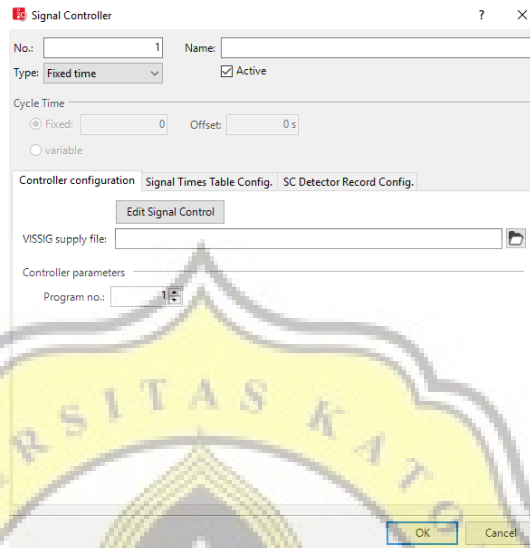 Signal Controller ? ×
No.: 1 Name:
Type: Fixed time Active
Cycle Time
Fixed: 0 Offset: 0 s
variable
Controller configuration Signal Times Table Config. SC Detector Record Config.
Edit Signal Control
VISSIG supply file:
Controller parameters
Program no.: 1
RSITAS KATO
OK Cancel